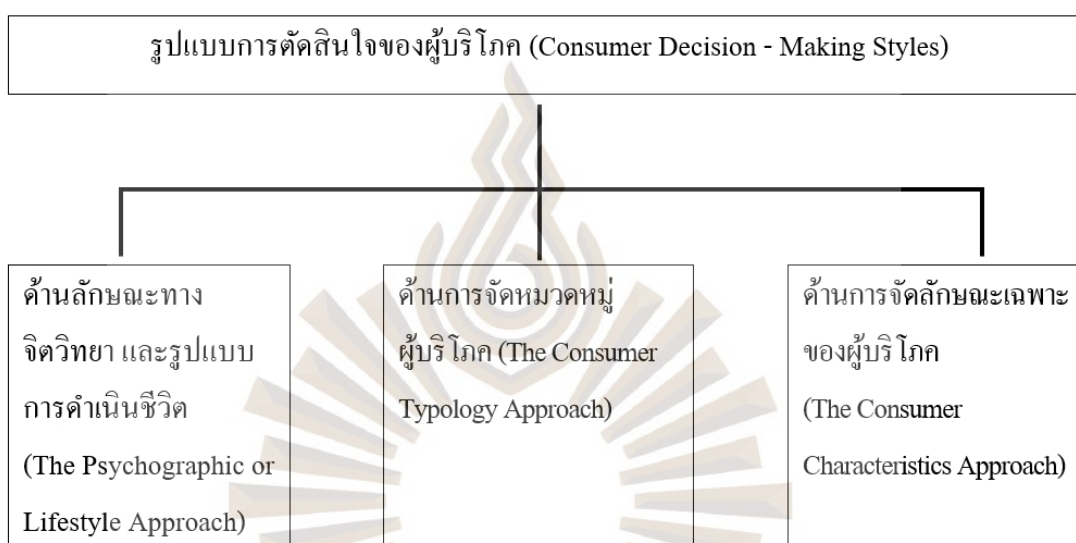 รูปแบบการตัดสินใจของผู้บริโภค (Consumer Decision - Making Styles)
ด้านลักษณะทาง
จิตวิทยา และรูปแบบ
การดำเนินชีวิต
(The Psychographic or
Lifestyle Approach)
ด้านการจัดหมวดหมู่
ผู้บริโภค (The Consumer
Typology Approach)
ด้านการจัดลักษณะเฉพาะ
ของผู้บริโภค
(The Consumer
Characteristics Approach)